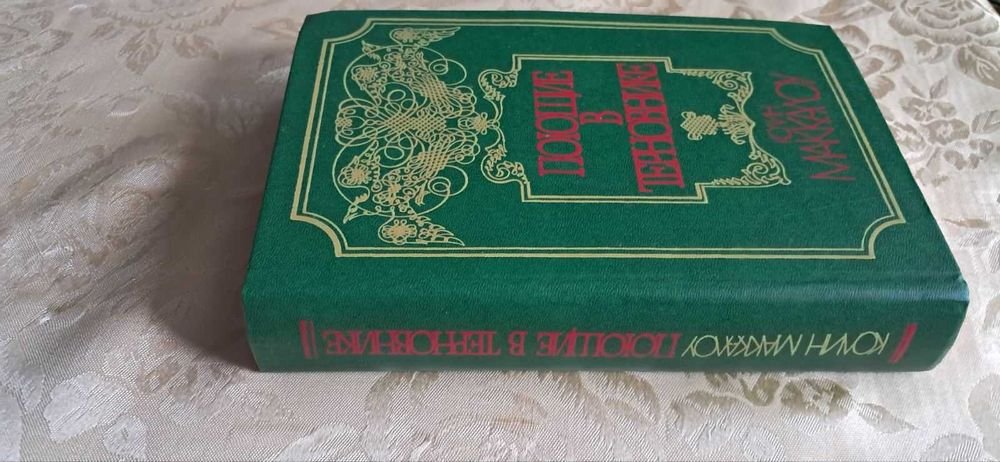 ПОЮЩИЕ
В
ТЕРНОВНИКЕ
КОЛИН
МАККАЛОУ
КОЛИН МАККАЛОУ ПОЮЩИЕ В ТЕРНОВНИКЕ